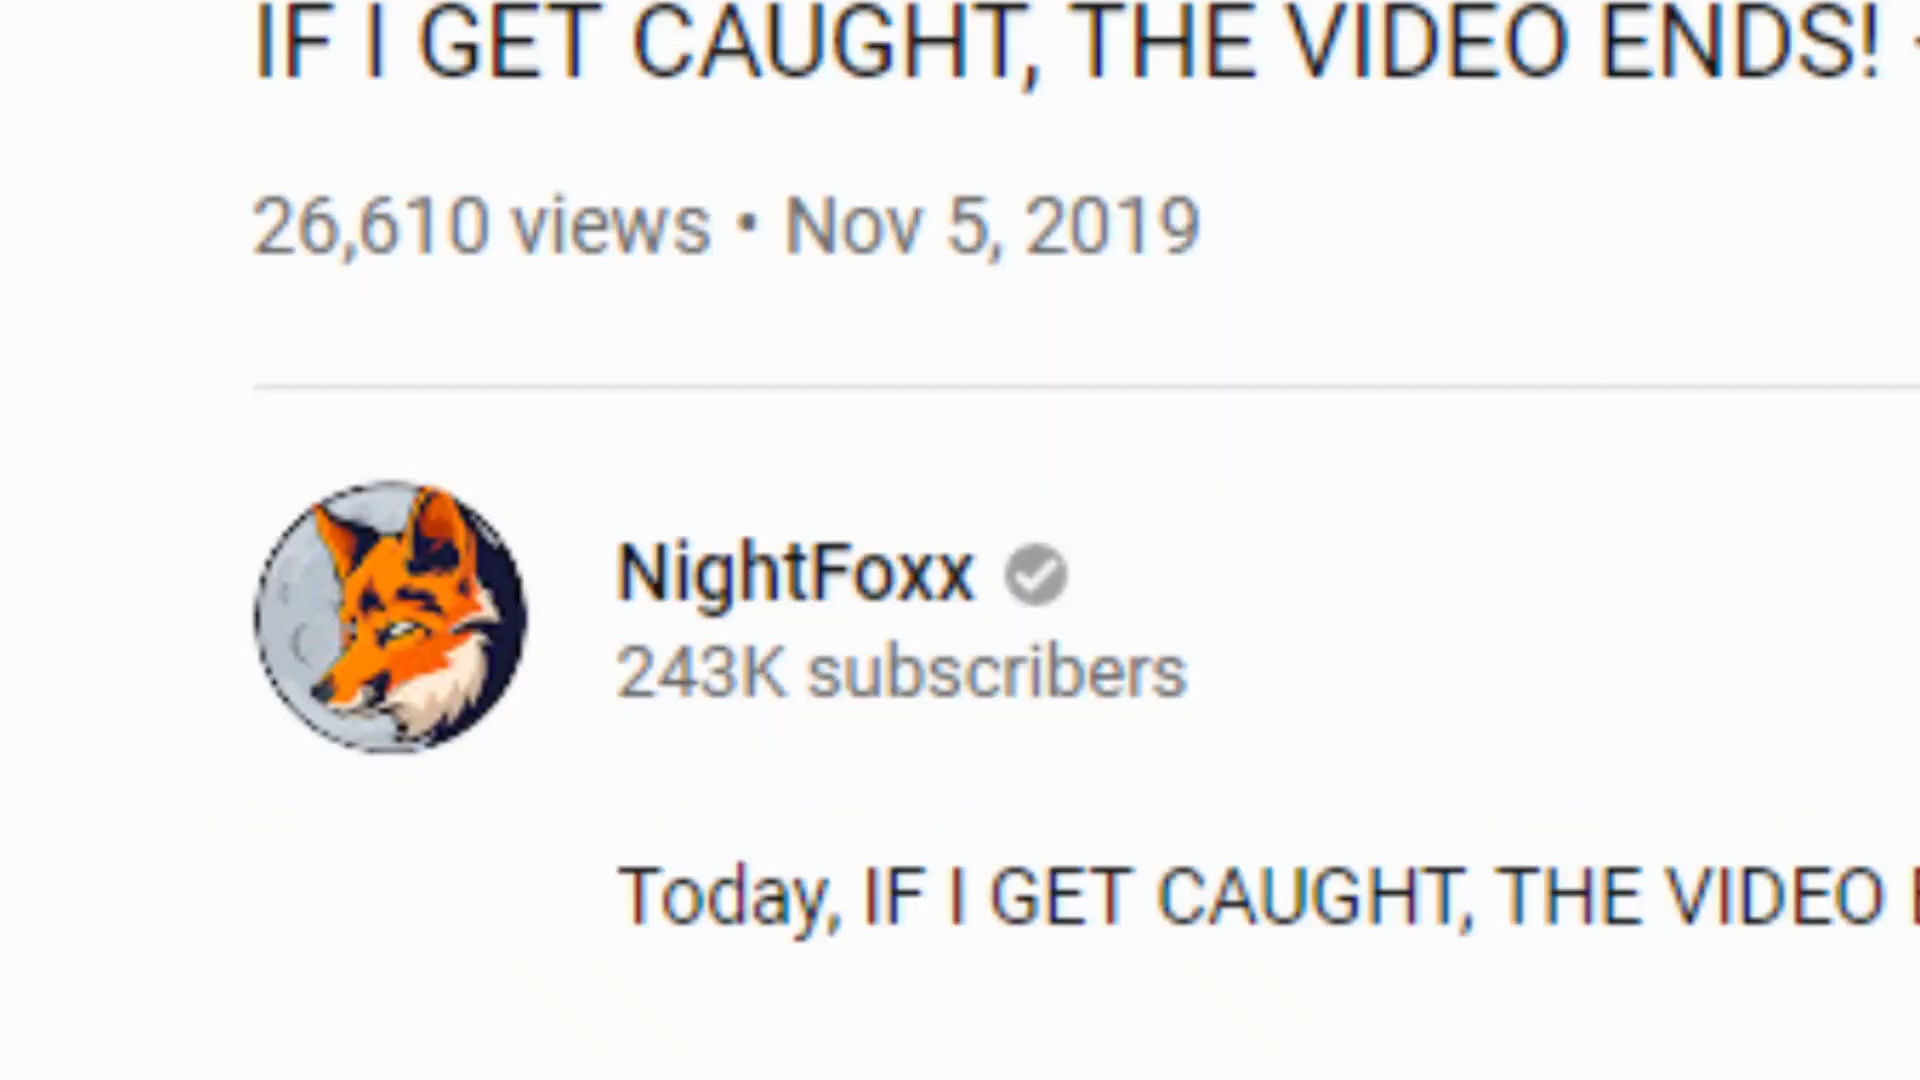 IF I GET CAUGHT, THE VIDEO ENDS!
26,610 views • Nov 5, 2019
NightFoxx
243K subscribers
Today, IF I GET CAUGHT, THE VIDEO